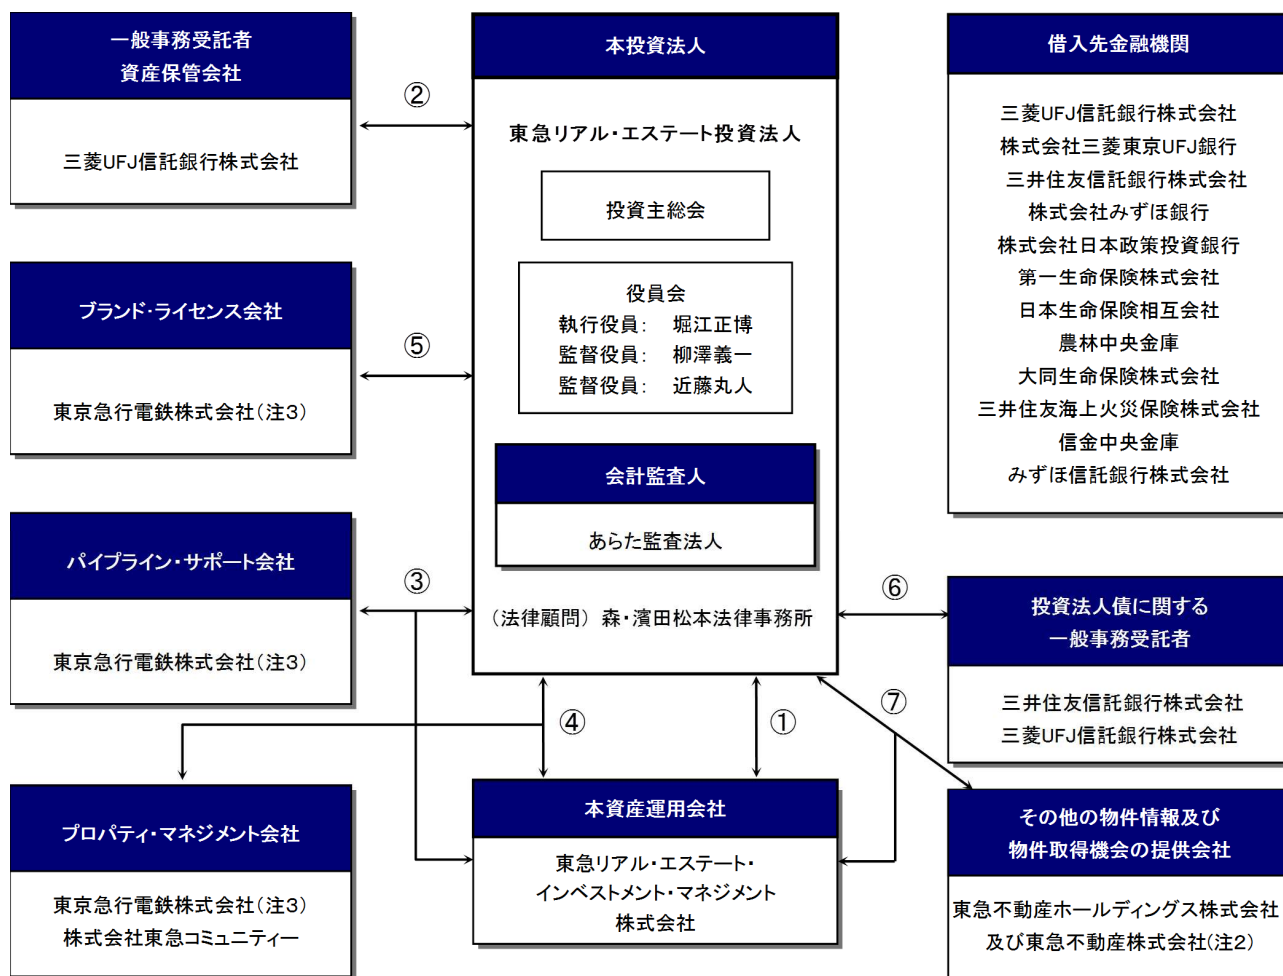 一般事務受託者
資産保管会社
三菱UFJ信託銀行株式会社
②
ブランド・ライセンス会社
東京急行電鉄株式会社(注3)
⑤
パイプライン・サポート会社
東京急行電鉄株式会社(注3)
③
プロパティ・マネジメント会社
東京急行電鉄株式会社(注3)
株式会社東急コミュニティー
④
本投資法人
東急リアル・エステート投資法人
投資主総会
役員会
執行役員: 堀江正博
監督役員: 柳澤義一
監督役員: 近藤丸人
会計監査人
あらた監査法人
(法律顧問) 森・濱田松本法律事務所
①
本資産運用会社
東急リアル・エステート・
インベストメント・マネジメント
株式会社
借入先金融機関
三菱UFJ信託銀行株式会社
株式会社三菱東京UFJ銀行
三井住友信託銀行株式会社
株式会社みずほ銀行
株式会社日本政策投資銀行
第一生命保険株式会社
日本生命保険相互会社
農林中央金庫
大同生命保険株式会社
三井住友海上火災保険株式会社
信金中央金庫
みずほ信託銀行株式会社
⑥
投資法人債に関する
一般事務受託者
三井住友信託銀行株式会社
三菱UFJ信託銀行株式会社
⑦
その他の物件情報及び
物件取得機会の提供会社
東急不動産ホールディングス株式会社
及び東急不動産株式会社(注2)